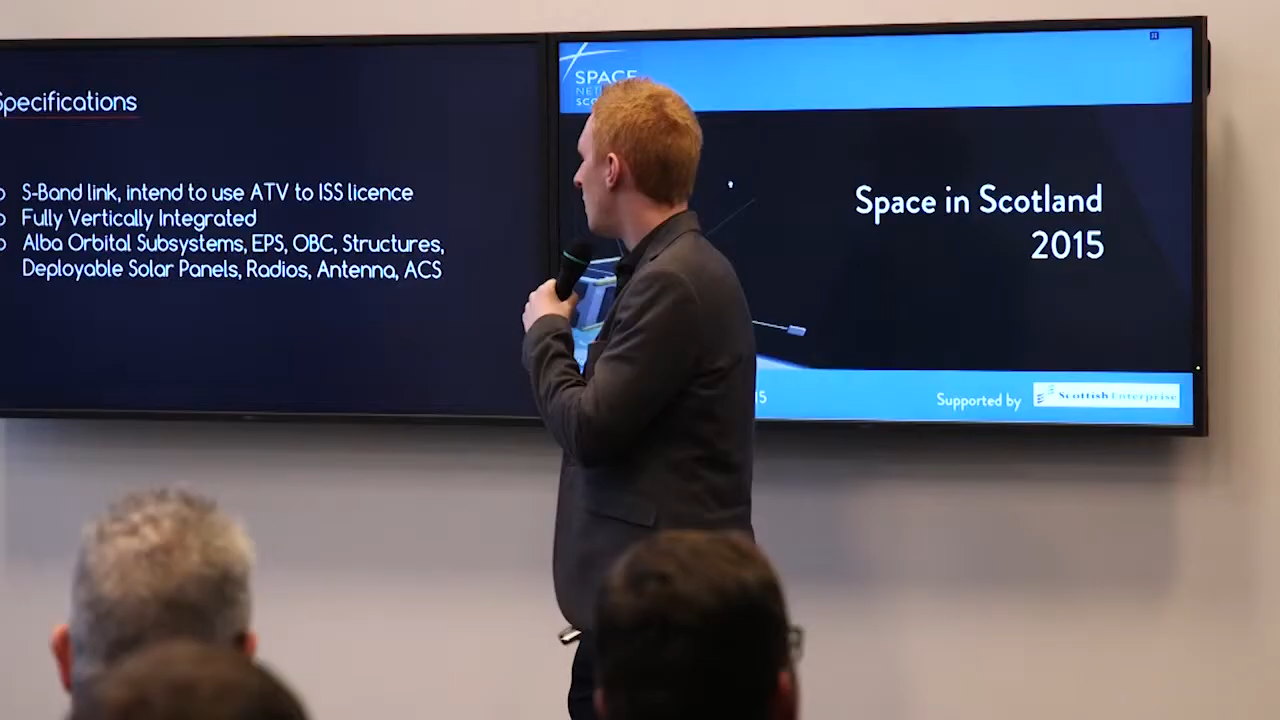 Specifications
S-Band link, intend to use ATV to ISS licence
Fully Vertically Integrated
Alba Orbital Subsystems, EPS, OBC, Structures,
Deployable Solar Panels, Radios, Antenna, ACS
SPACE
Space in Scotland
2015
Supported by
Scottish Enterprise